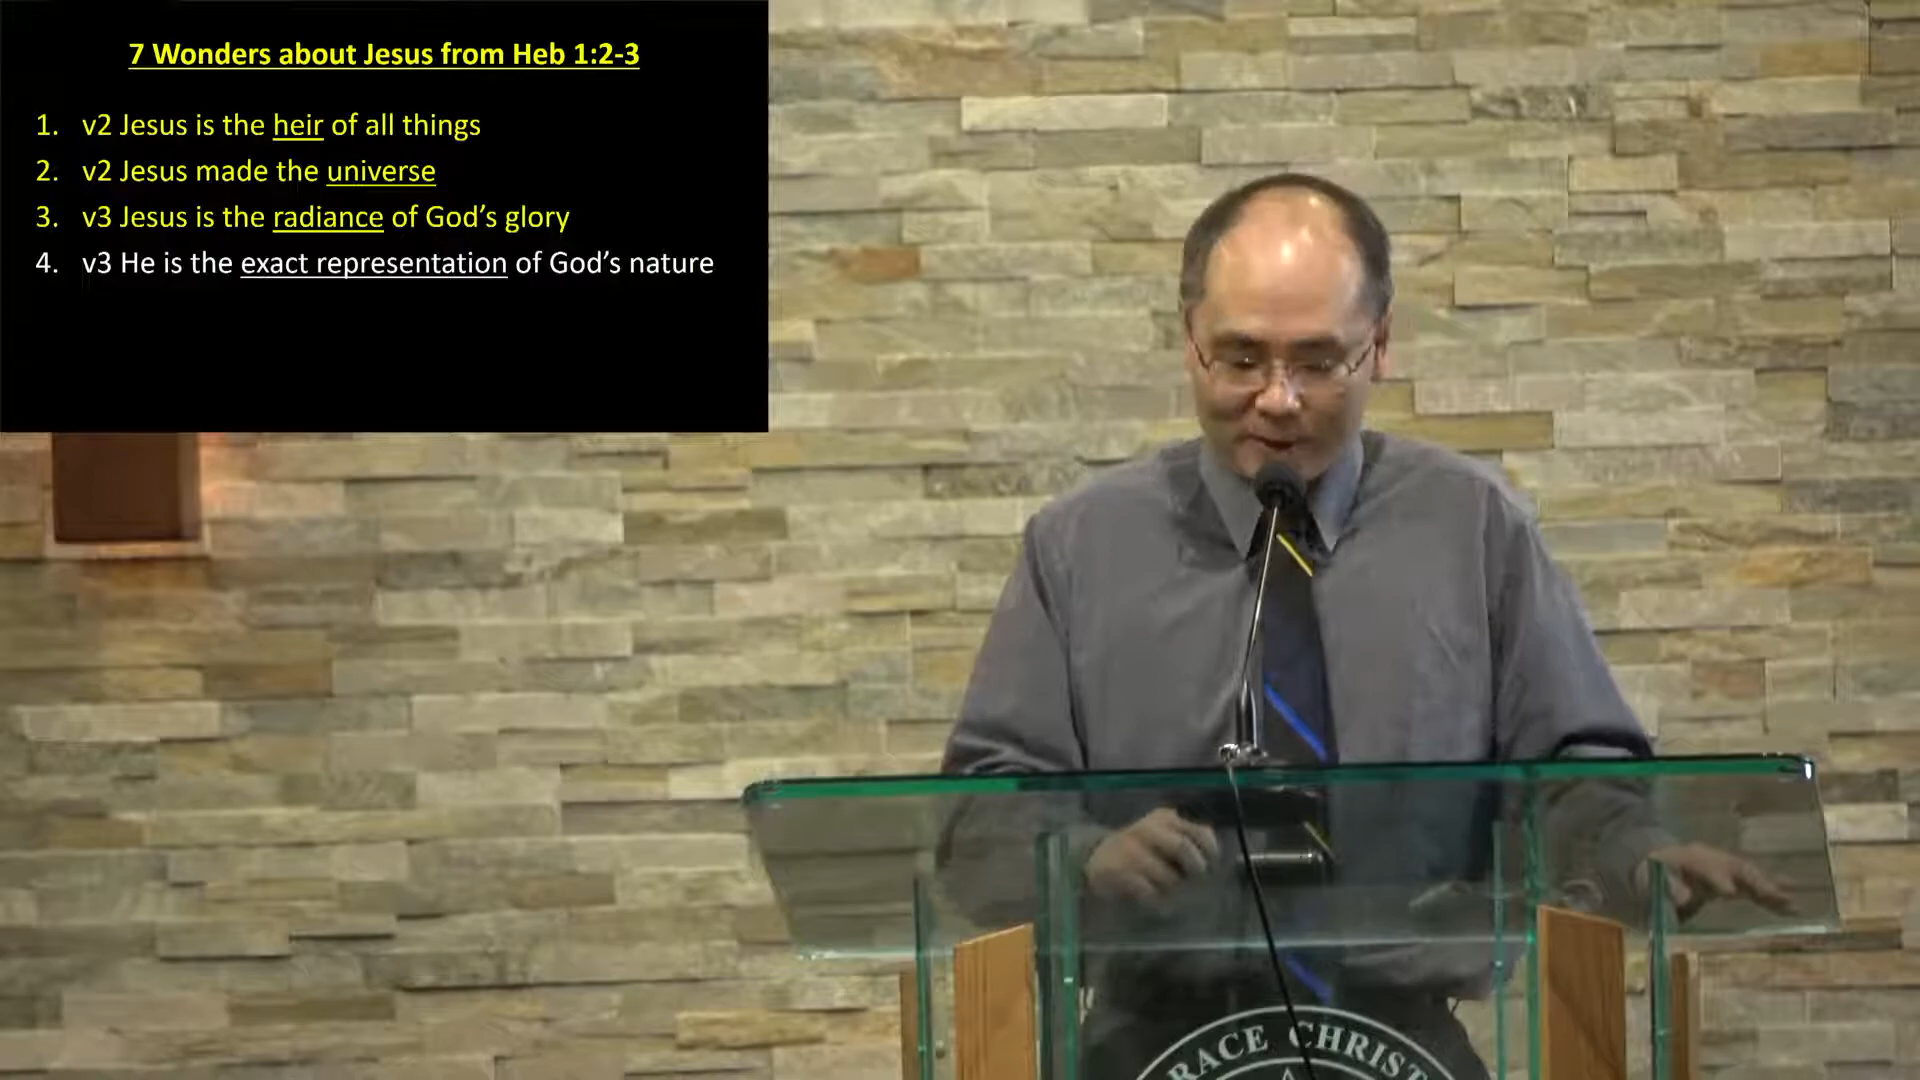 7 Wonders about Jesus from Heb 1:2-3
1. v2 Jesus is the heir of all things
2. v2 Jesus made the universe
3. v3 Jesus is the radiance of God's glory
4. v3 He is the exact representation of God's nature
RACE CHRIST